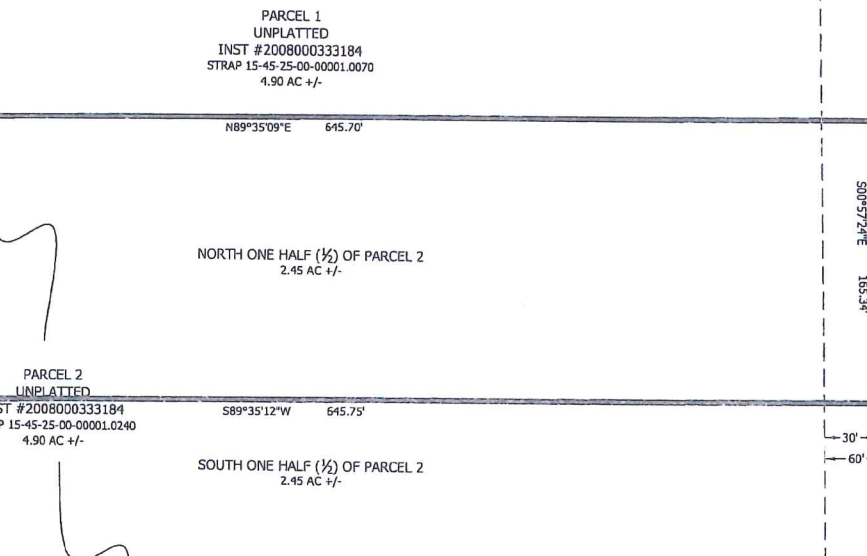 PARCEL 1
UNPLATTED
INST #2008000333184
STRAP 15-45-25-00-00001.0070
4.90 AC +/-
N89°35'09"E 645.70'
S00°57'24"E 165.34'
NORTH ONE HALF (½) OF PARCEL 2
2.45 AC +/-
PARCEL 2
UNPLATTED
ST #2008000333184
P 15-45-25-00-00001.0240
4.90 AC +/-
S89°35'12"W 645.75'
30'
60'
SOUTH ONE HALF (½) OF PARCEL 2
2.45 AC +/-